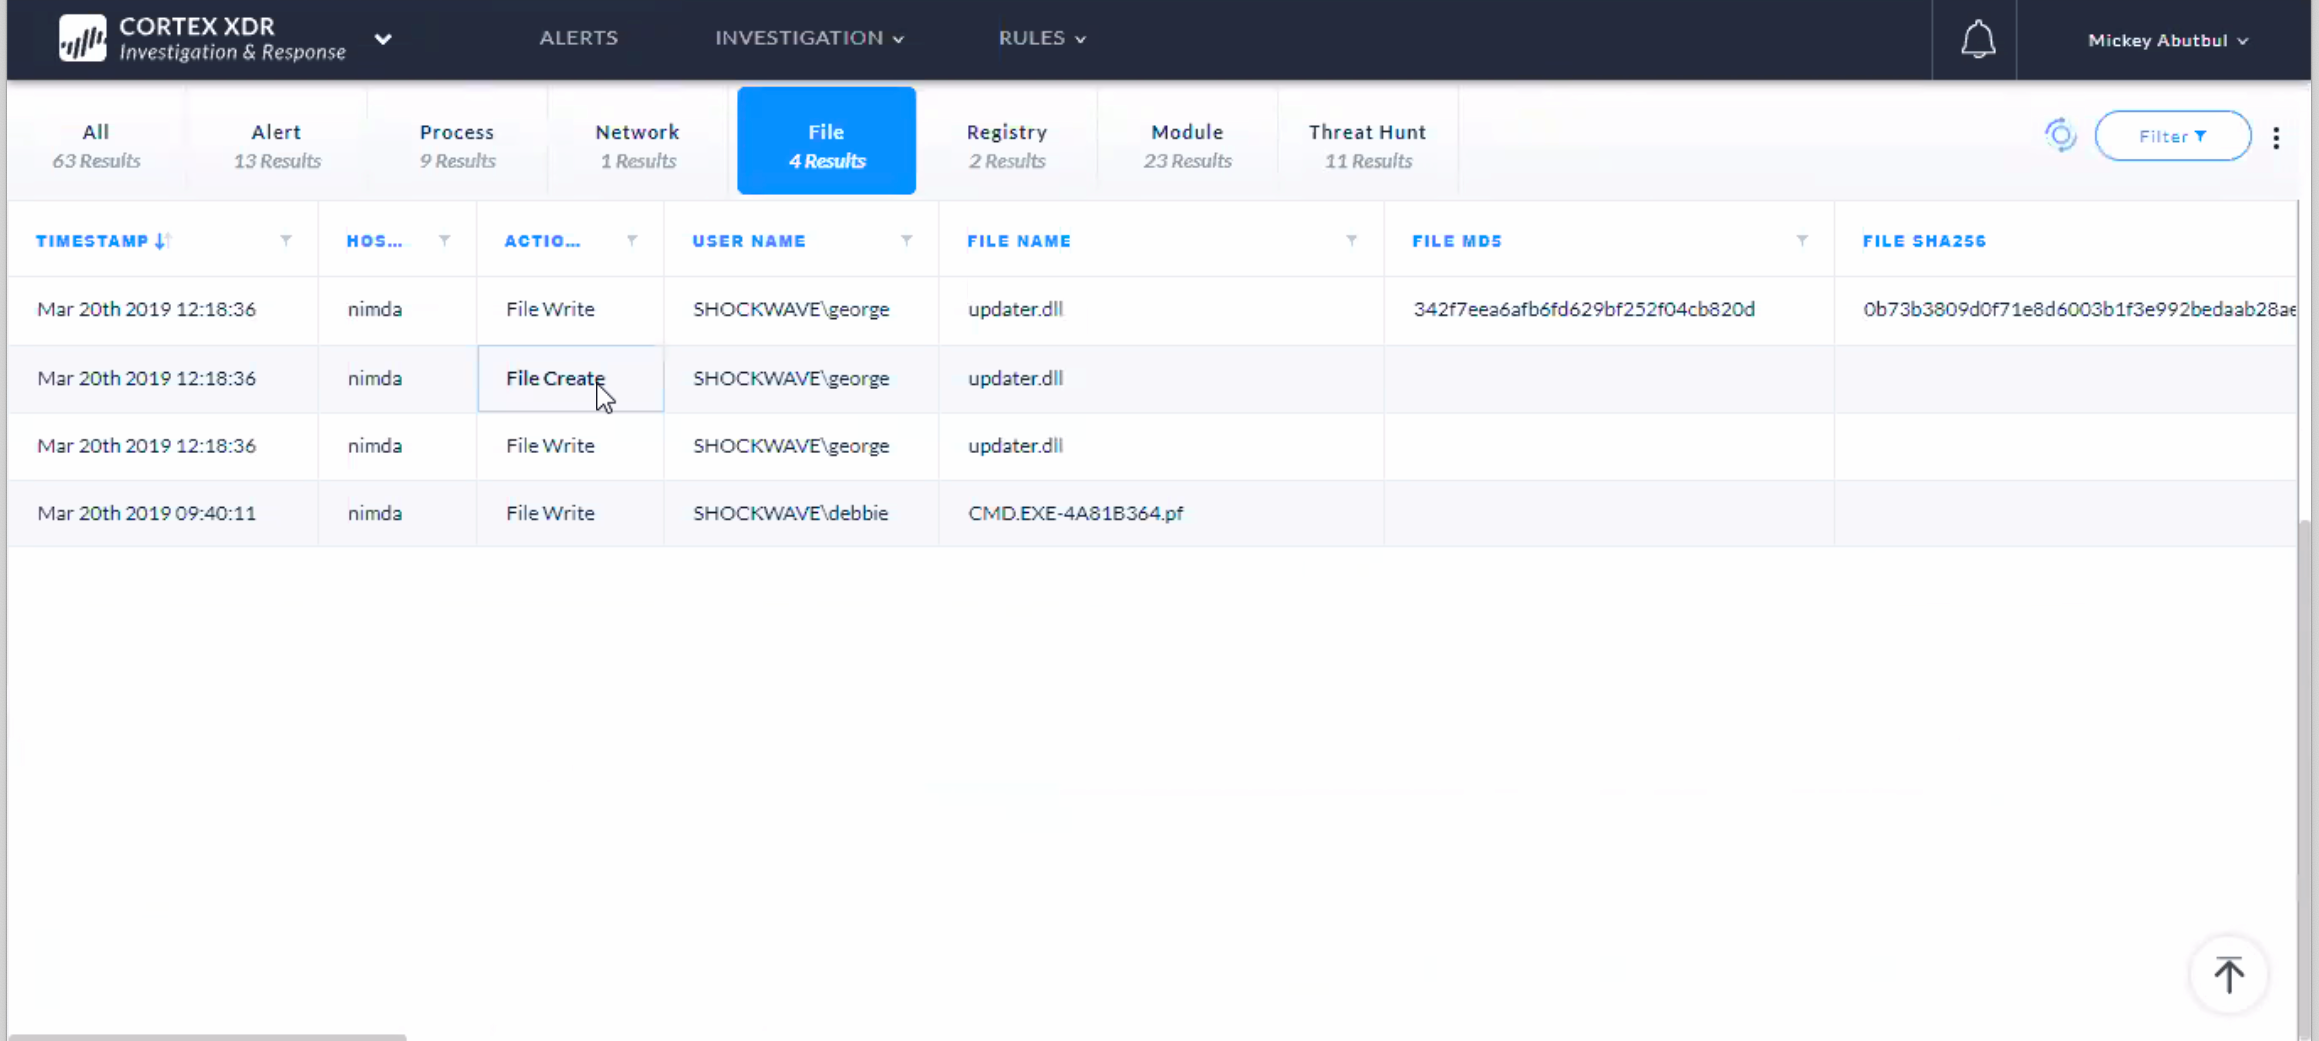 CORTEX XDR
Investigation & Response
ALERTS
INVESTIGATION
RULES
Mickey Abutbul
All
63 Results
Alert
13 Results
Process
9 Results
Network
1 Results
File
4 Results
Registry
2 Results
Module
23 Results
Threat Hunt
11 Results
Filter
TIMESTAMP HOS... ACTIO... USER NAME FILE NAME FILE MD5 FILE SHA256
Mar 20th 2019 12:18:36 nimda File Write SHOCKWAVE\george updater.dll 342f7eea6afb6fd629bf252f04cb820d 0b73b3809d0f71e8d6003b1f3e992bedaab28ae
Mar 20th 2019 12:18:36 nimda File Create SHOCKWAVE\george updater.dll
Mar 20th 2019 12:18:36 nimda File Write SHOCKWAVE\george updater.dll
Mar 20th 2019 09:40:11 nimda File Write SHOCKWAVE\debbie CMD.EXE-4A81B364.pf